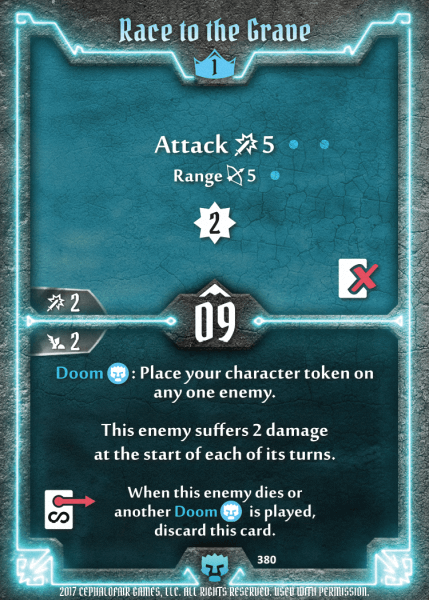 Race to the Grave
1
Attack 5
Range 5
2
2
09
2
Doom : Place your character token on
any one enemy.
This enemy suffers 2 damage
at the start of each of its turns.
When this enemy dies or
another Doom is played,
discard this card.
380
2017 CEPHALOFAIR GAMES, LLC. ALL RIGHTS RESERVED. USED WITH PERMISSION.